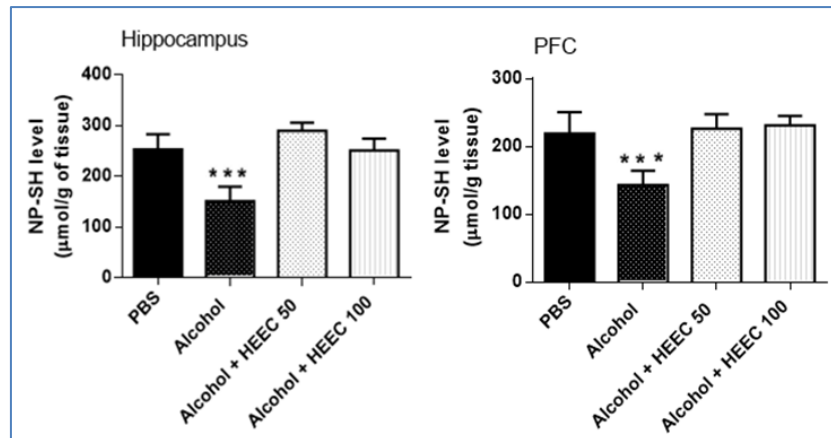 Hippocampus
NP-SH level
(µmol/g of tissue)
400
300
200
100
0
***
PBS
Alcohol
Alcohol + HEEC 50
Alcohol + HEEC 100
PFC
NP-SH level
(µmol/g tissue)
300
200
100
0
***
PBS
Alcohol
Alcohol + HEEC 50
Alcohol + HEEC 100